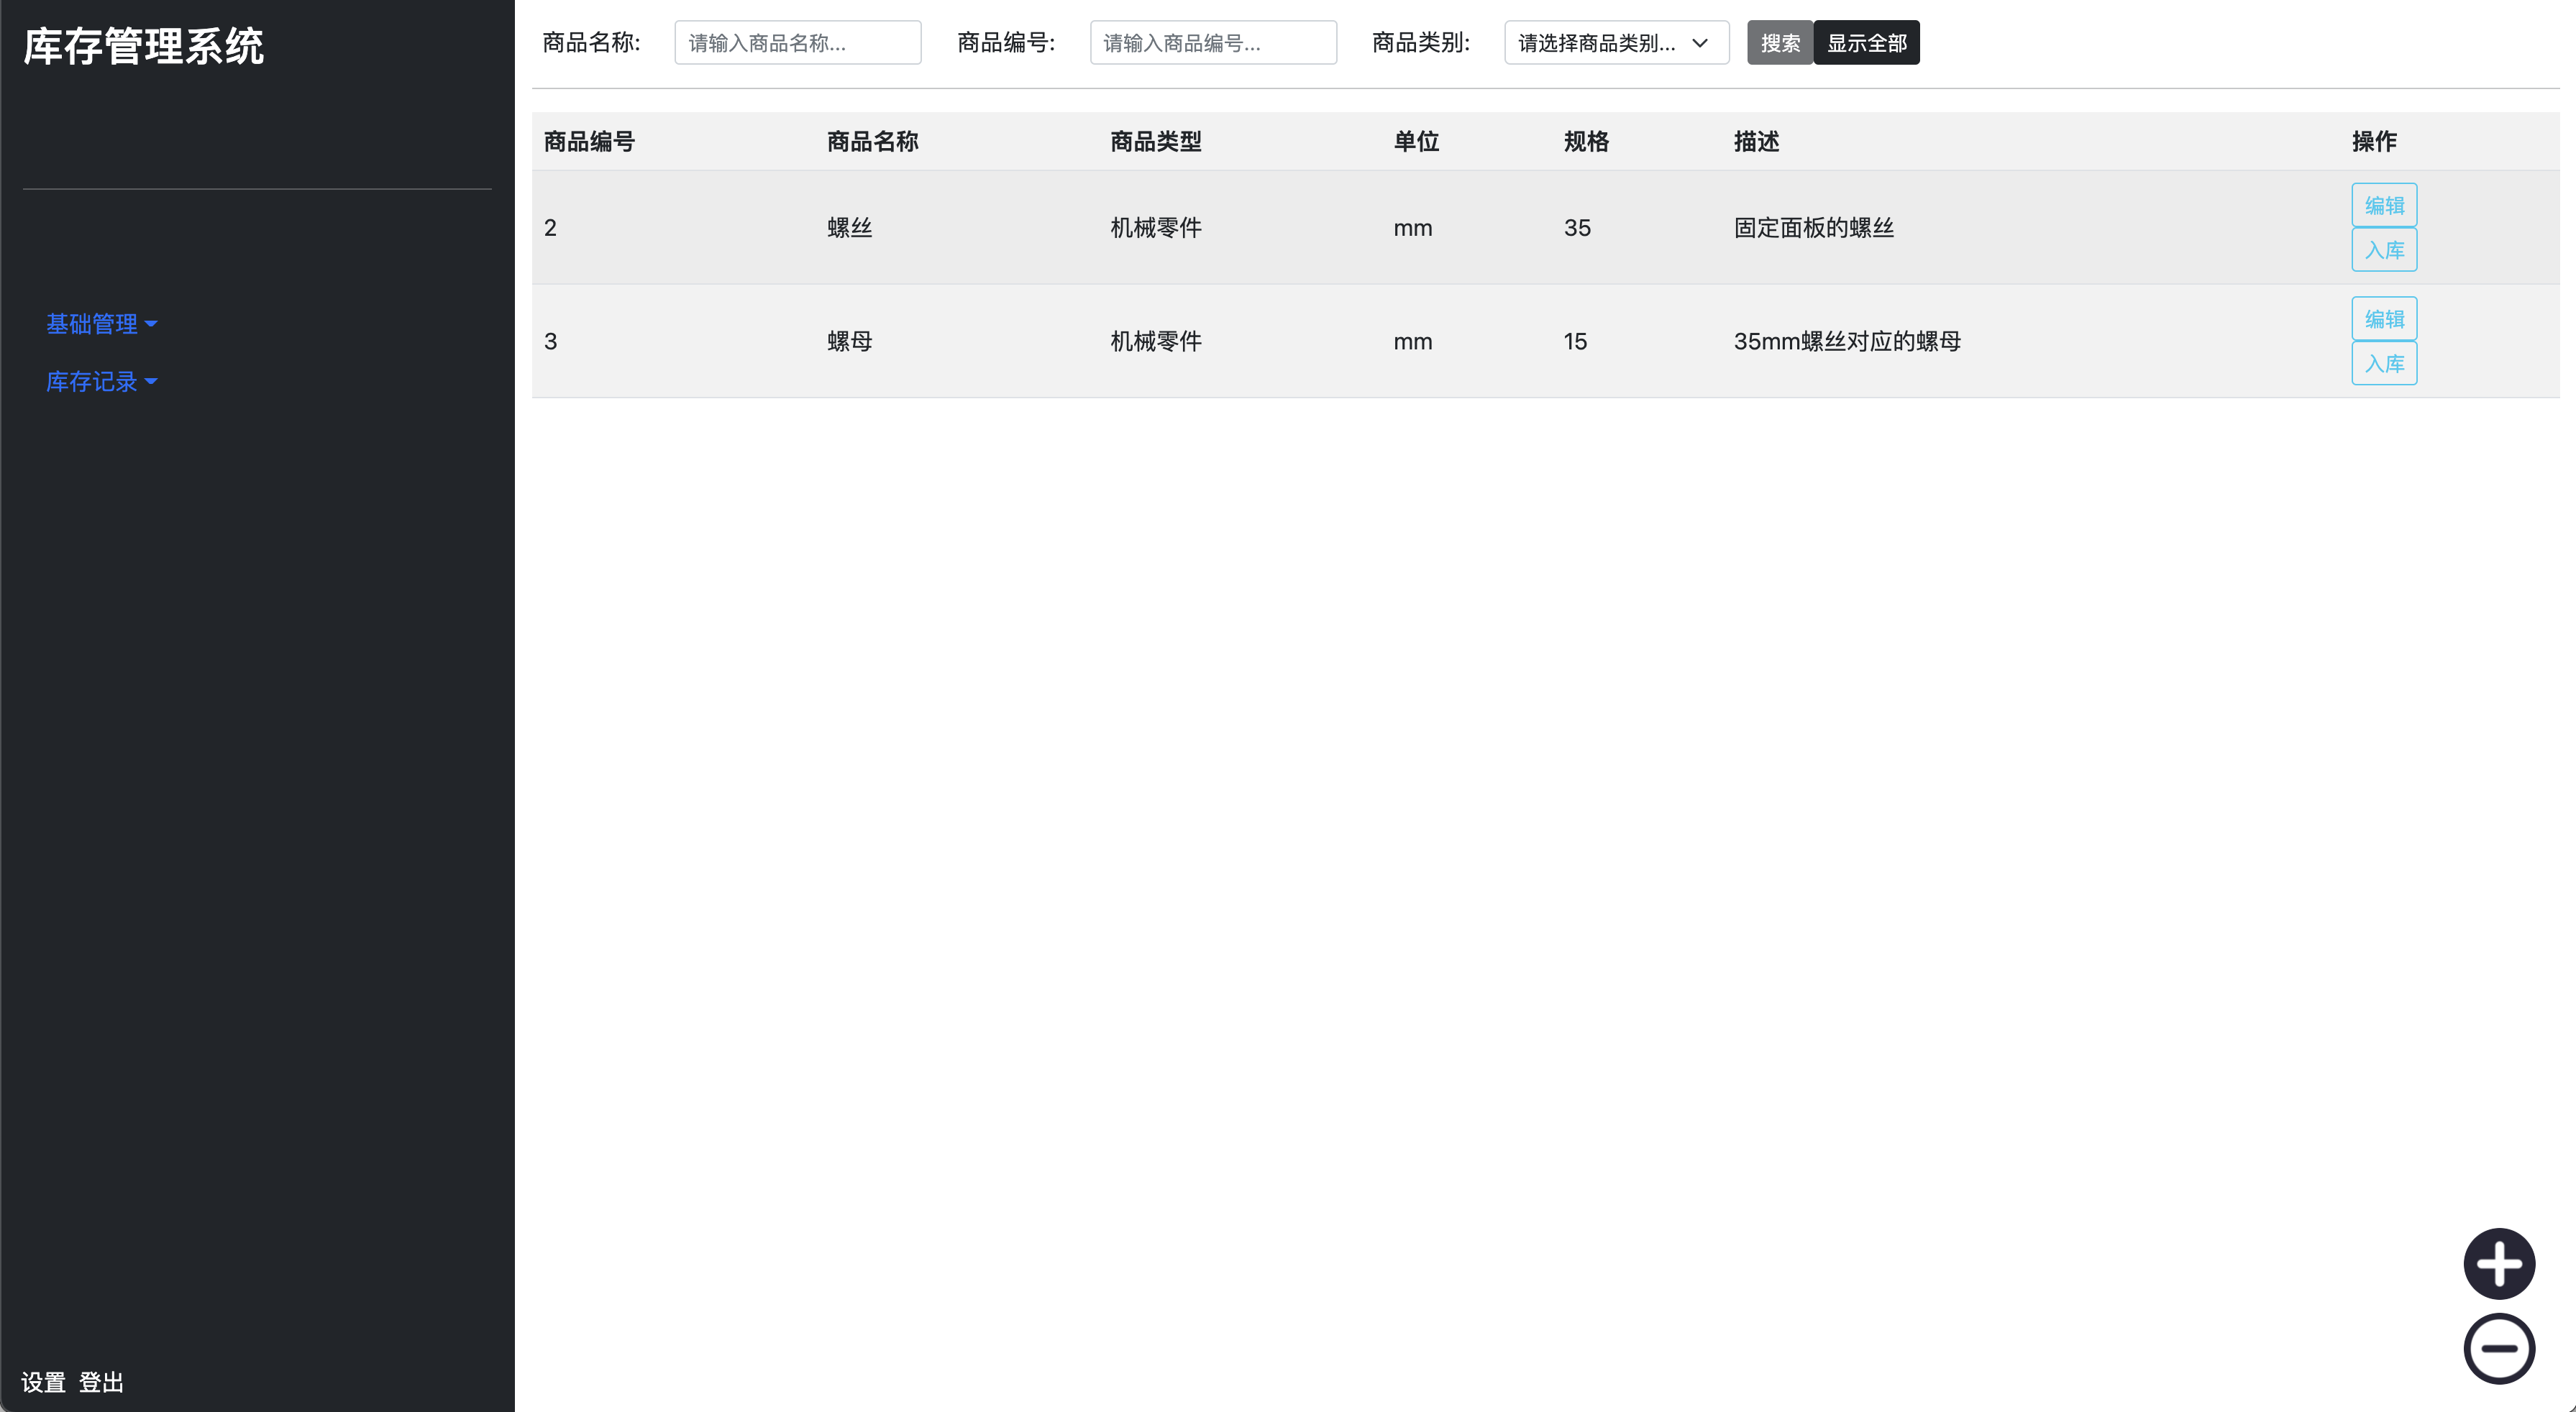 库存管理系统
基础管理
库存记录
设置 登出
商品名称: 请输入商品名称... 商品编号: 请输入商品编号... 商品类别: 请选择商品类别... 搜索 显示全部
商品编号 商品名称 商品类型 单位 规格 描述 操作
2 螺丝 机械零件 mm 35 固定面板的螺丝 编辑
入库
3 螺母 机械零件 mm 15 35mm螺丝对应的螺母 编辑
入库